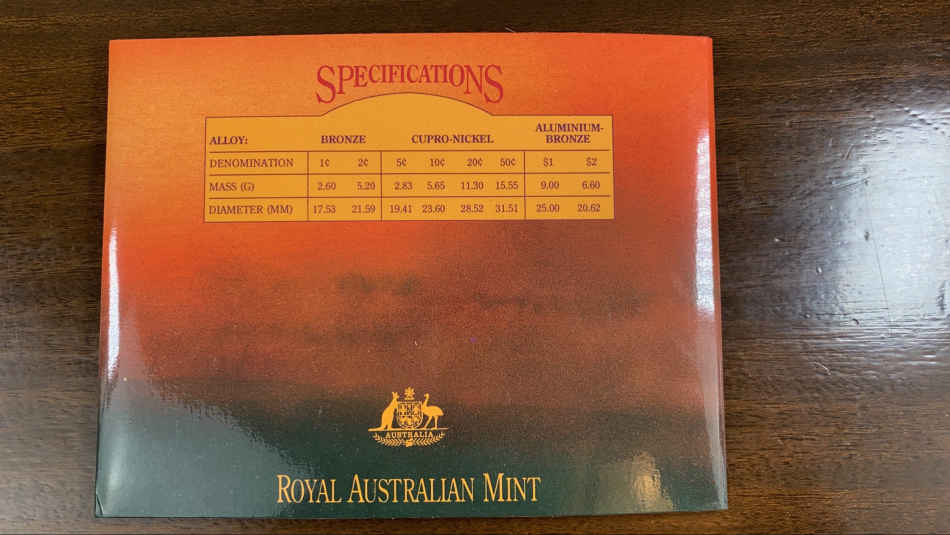 SPECIFICATIONS
ALLOY: BRONZE CUPRO-NICKEL ALUMINIUM-
BRONZE
DENOMINATION 1¢ 2¢ 5¢ 10¢ 20¢ 50¢ $1 $2
MASS (G) 2.60 5.20 2.83 5.65 11.30 15.55 9.00 6.60
DIAMETER (MM) 17.53 21.59 19.41 23.60 28.52 31.51 25.00 20.62
AUSTRALIA
ROYAL AUSTRALIAN MINT